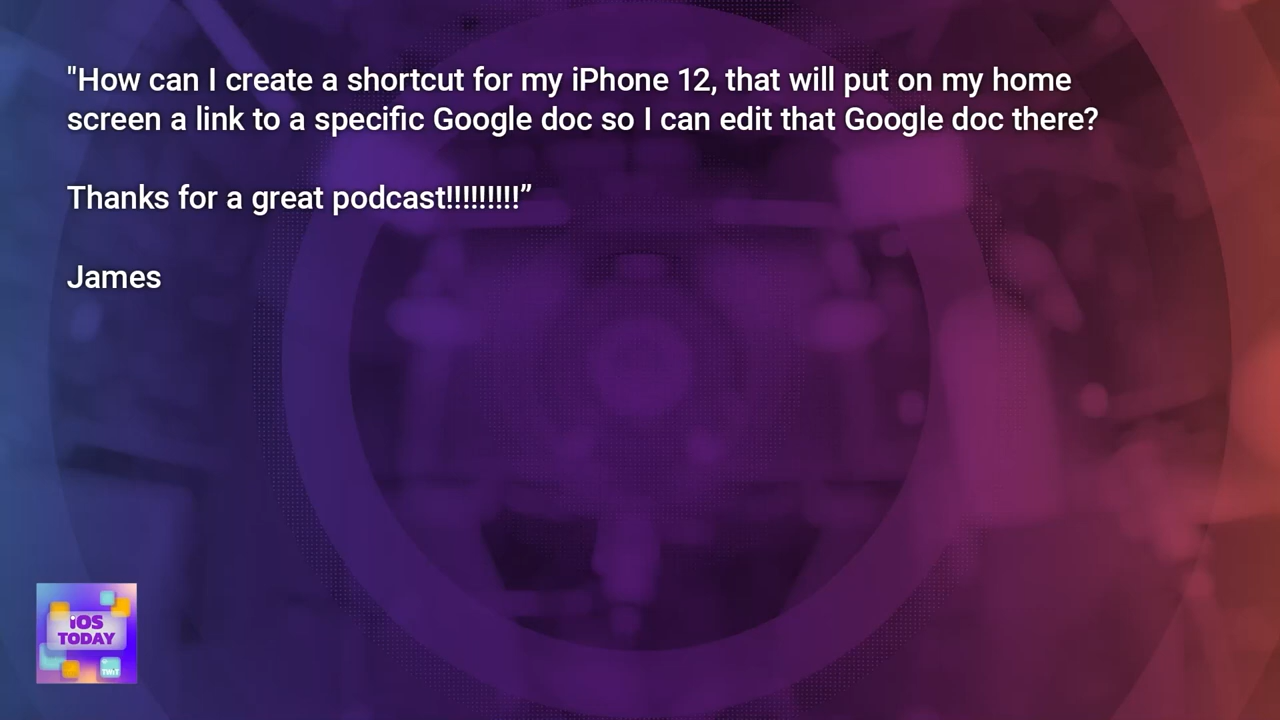 "How can I create a shortcut for my iPhone 12, that will put on my home
screen a link to a specific Google doc so I can edit that Google doc there?
Thanks for a great podcast!!!!!!!!!”
James
iOS
TODAY
TWiT